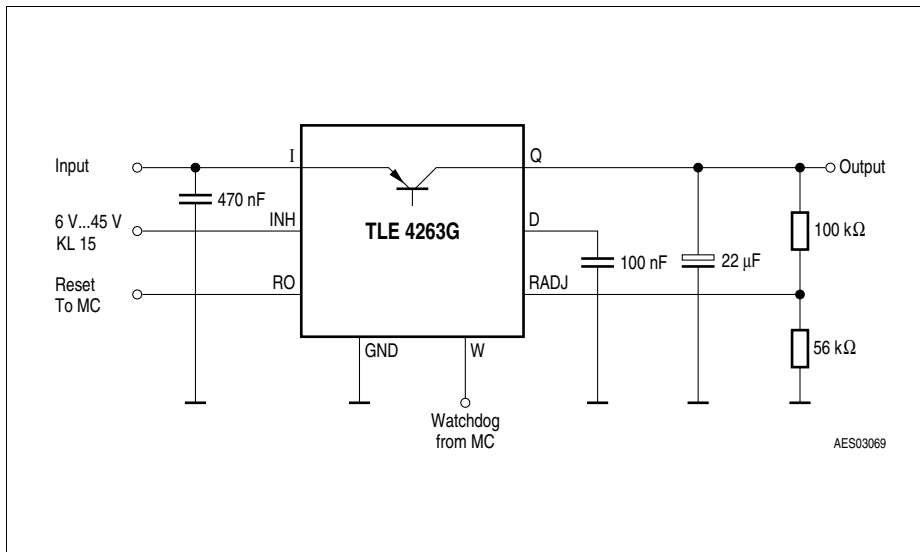 Input
I
Q
Output
470 nF
6 V...45 V
KL 15
INH
TLE 4263G
D
100 nF
22 μF
100 kΩ
Reset
To MC
RO
RADJ
GND
W
56 kΩ
Watchdog
from MC
AES03069